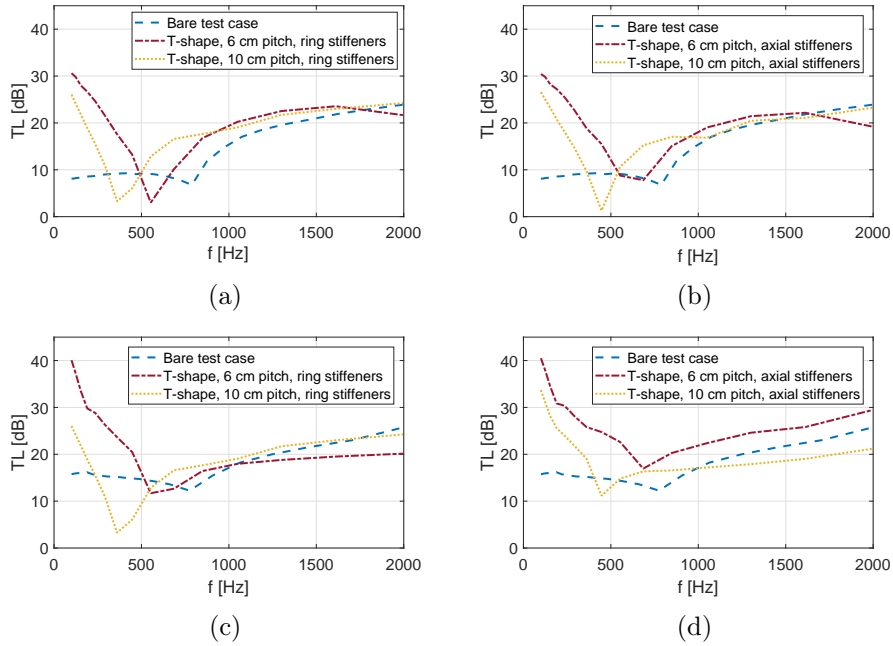 Bare test case
T-shape, 6 cm pitch, ring stiffeners
T-shape, 10 cm pitch, ring stiffeners
TL [dB]
40
30
20
10
0
0 500 1000 1500 2000
f [Hz]
(a)
Bare test case
T-shape, 6 cm pitch, axial stiffeners
T-shape, 10 cm pitch, axial stiffeners
TL [dB]
40
30
20
10
0
0 500 1000 1500 2000
f [Hz]
(b)
Bare test case
T-shape, 6 cm pitch, ring stiffeners
T-shape, 10 cm pitch, ring stiffeners
TL [dB]
40
30
20
10
0
0 500 1000 1500 2000
f [Hz]
(c)
Bare test case
T-shape, 6 cm pitch, axial stiffeners
T-shape, 10 cm pitch, axial stiffeners
TL [dB]
40
30
20
10
0
0 500 1000 1500 2000
f [Hz]
(d)